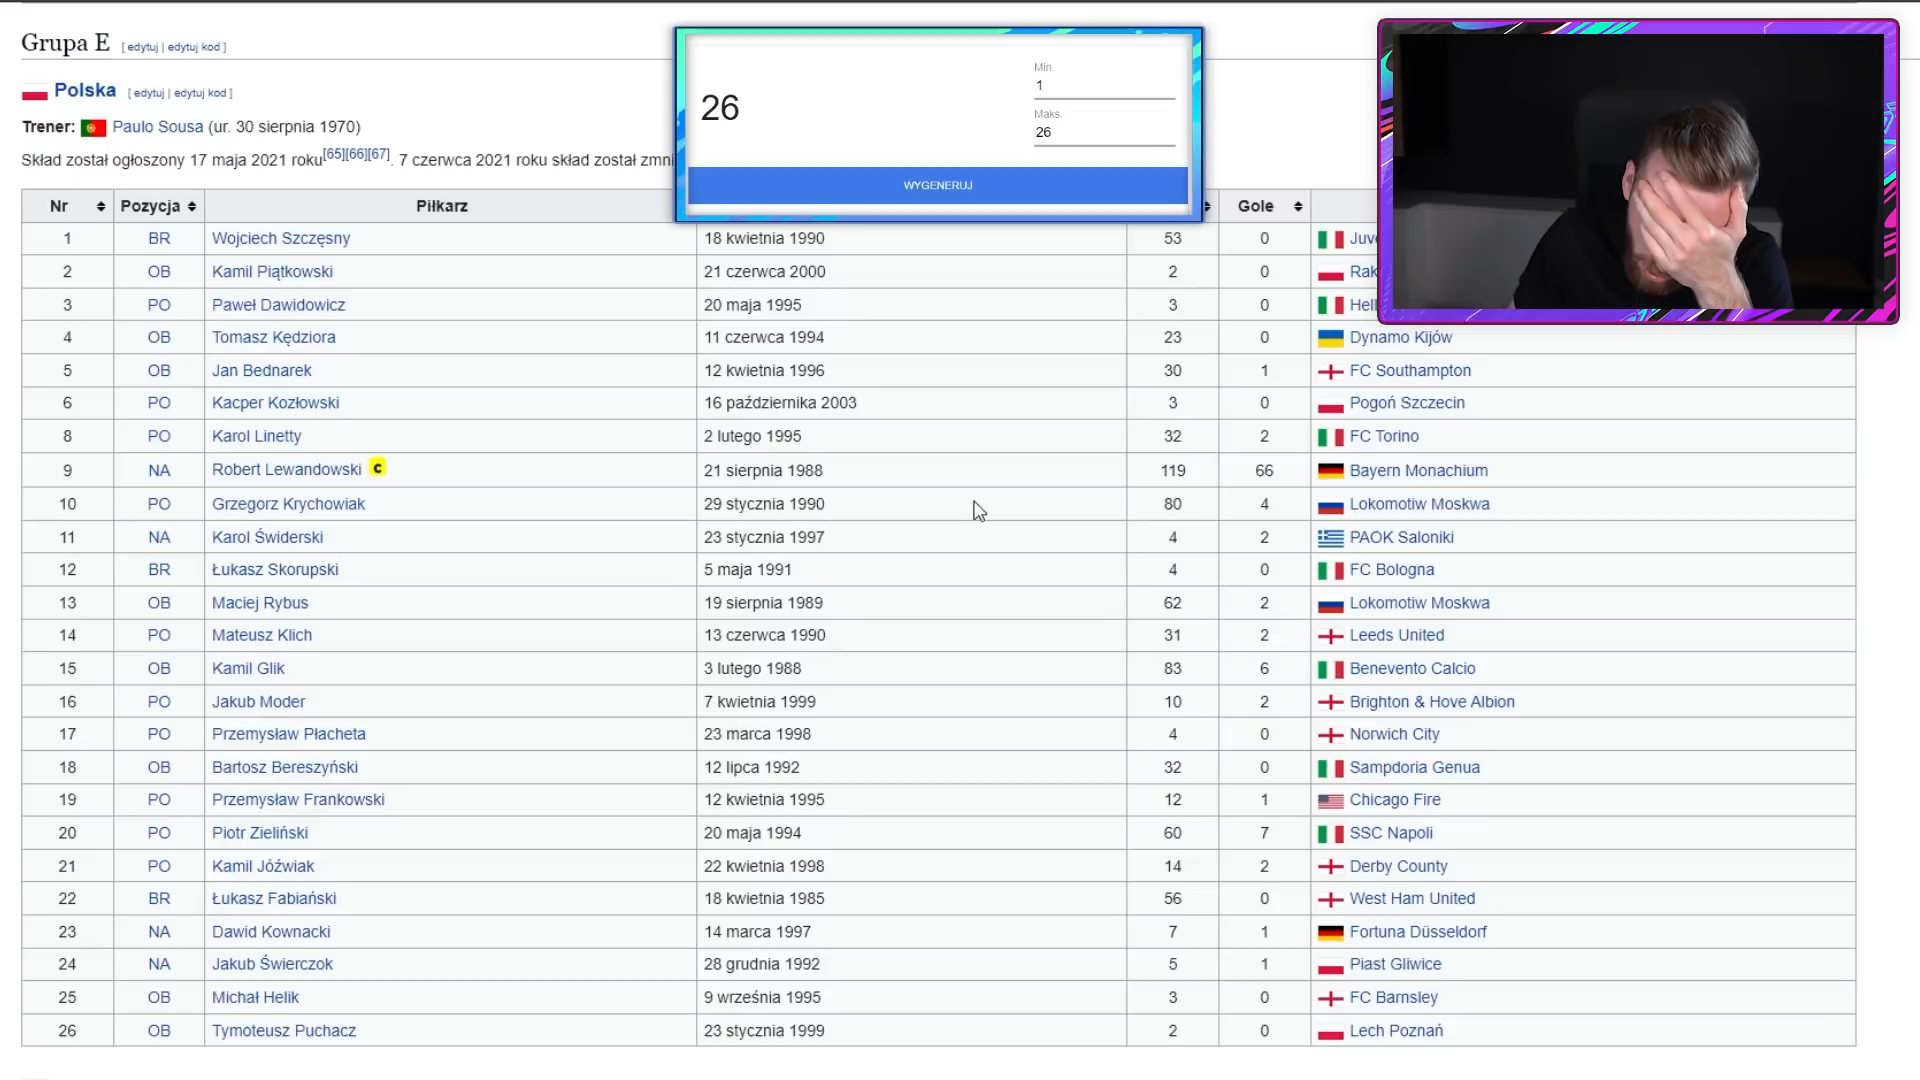 Grupa E [ edytuj | edytuj kod ]
Polska [ edytuj | edytuj kod ]
Trener: Paulo Sousa (ur. 30 sierpnia 1970)
Skład został ogłoszony 17 maja 2021 roku[65][66][67]. 7 czerwca 2021 roku skład został
26
Min.
1
Maks.
26
WYGENERUJ
Nr Pozycja Piłkarz Gole
1 BR Wojciech Szczęsny 18 kwietnia 1990 53 0
2 OB Kamil Piątkowski 21 czerwca 2000 2 0
3 PO Paweł Dawidowicz 20 maja 1995 3 0
4 OB Tomasz Kędziora 11 czerwca 1994 23 0 Dynamo Kijów
5 OB Jan Bednarek 12 kwietnia 1996 30 1 FC Southampton
6 PO Kacper Kozłowski 16 października 2003 3 0 Pogoń Szczecin
8 PO Karol Linetty 2 lutego 1995 32 2 FC Torino
9 NA Robert Lewandowski C 21 sierpnia 1988 119 66 Bayern Monachium
10 PO Grzegorz Krychowiak 29 stycznia 1990 80 4 Lokomotiw Moskwa
11 NA Karol Świderski 23 stycznia 1997 4 2 PAOK Saloniki
12 BR Łukasz Skorupski 5 maja 1991 4 0 FC Bologna
13 OB Maciej Rybus 19 sierpnia 1989 62 2 Lokomotiw Moskwa
14 PO Mateusz Klich 13 czerwca 1990 31 2 Leeds United
15 OB Kamil Glik 3 lutego 1988 83 6 Benevento Calcio
16 PO Jakub Moder 7 kwietnia 1999 10 2 Brighton & Hove Albion
17 PO Przemysław Płacheta 23 marca 1998 4 0 Norwich City
18 OB Bartosz Bereszyński 12 lipca 1992 32 0 Sampdoria Genua
19 PO Przemysław Frankowski 12 kwietnia 1995 12 1 Chicago Fire
20 PO Piotr Zieliński 20 maja 1994 60 7 SSC Napoli
21 PO Kamil Jóźwiak 22 kwietnia 1998 14 2 Derby County
22 BR Łukasz Fabiański 18 kwietnia 1985 56 0 West Ham United
23 NA Dawid Kownacki 14 marca 1997 7 1 Fortuna Düsseldorf
24 NA Jakub Świerczok 28 grudnia 1992 5 1 Piast Gliwice
25 OB Michał Helik 9 września 1995 3 0 FC Barnsley
26 OB Tymoteusz Puchacz 23 stycznia 1999 2 0 Lech Poznań